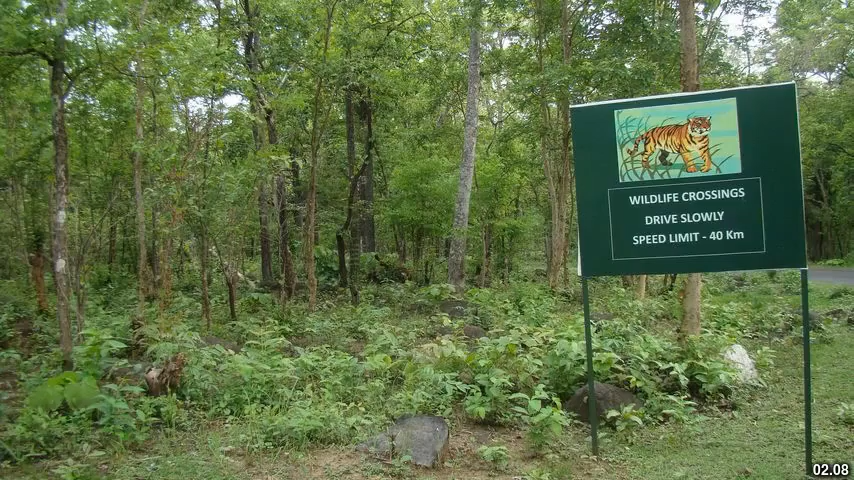 WILDLIFE CROSSINGS
DRIVE SLOWLY
SPEED LIMIT - 40 Km
02.08